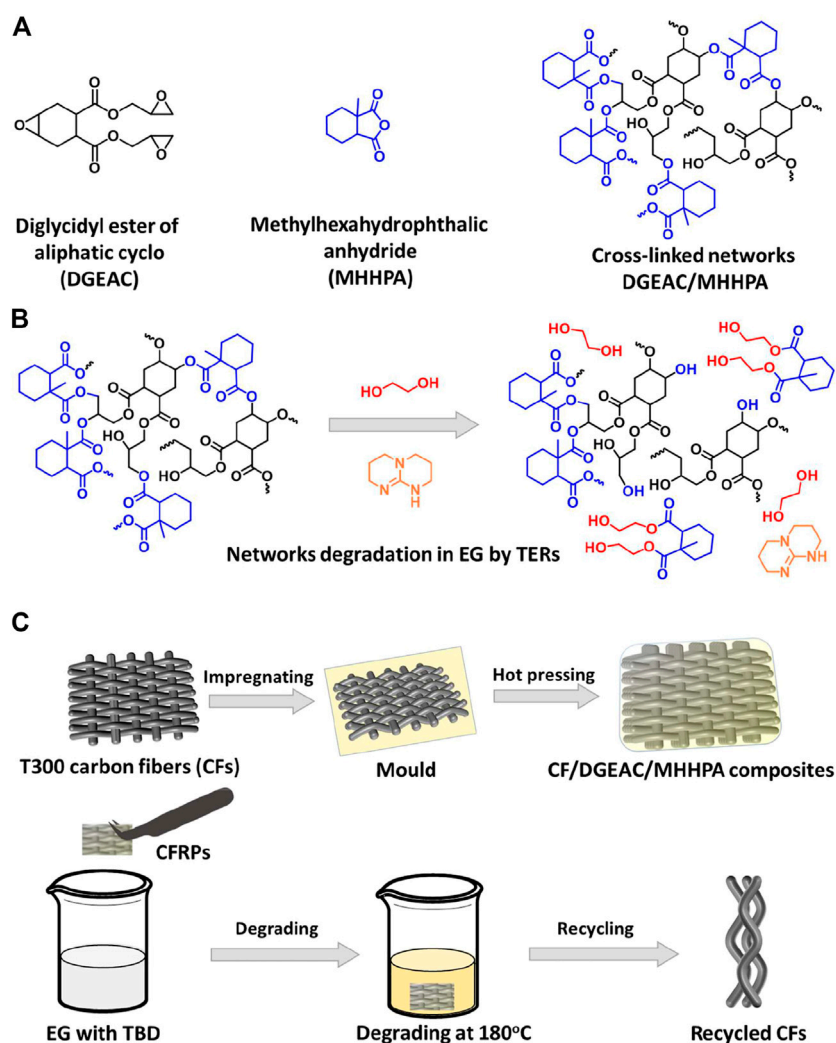 A
Diglycidyl ester of
aliphatic cyclo
(DGEAC)
Methylhexahydrophthalic
anhydride
(MHHPA)
Cross-linked networks
DGEAC/MHHPA
B
Networks degradation in EG by TERs
C
Impregnating
Hot pressing
T300 carbon fibers (CFs)
Mould
CF/DGEAC/MHHPA composites
CFRPs
Degrading
Recycling
EG with TBD
Degrading at 180°C
Recycled CFs